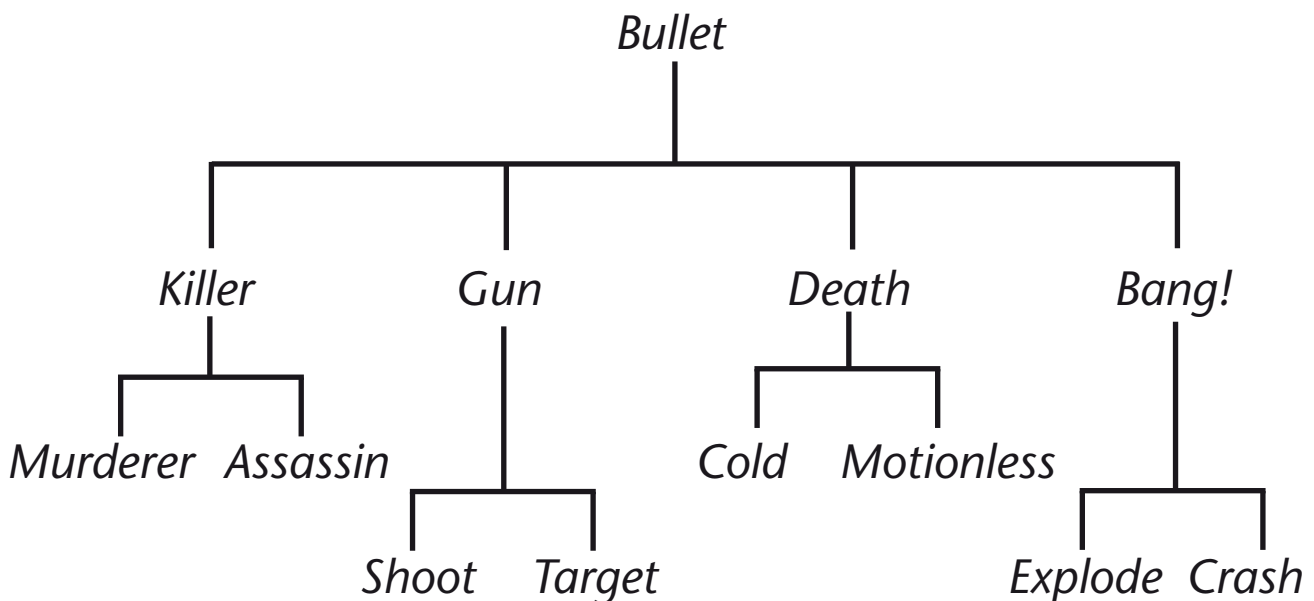 Bullet
Killer Gun Death Bang!
Murderer Assassin Cold Motionless
Shoot Target Explode Crash